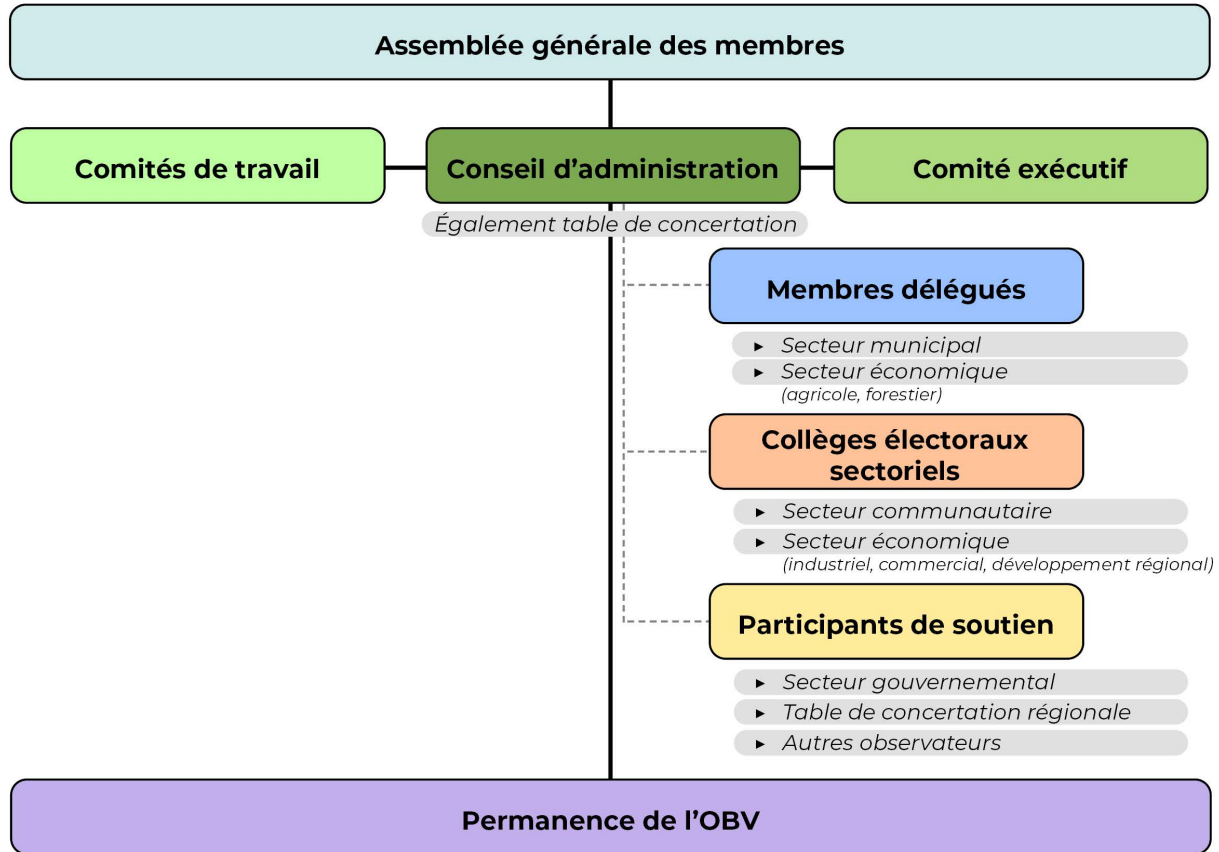 Assemblée générale des membres
Comités de travail
Conseil d’administration
Comité exécutif
Également table de concertation
Membres délégués
▸ Secteur municipal
▸ Secteur économique
(agricole, forestier)
Collèges électoraux
sectoriels
▸ Secteur communautaire
▸ Secteur économique
(industriel, commercial, développement régional)
Participants de soutien
▸ Secteur gouvernemental
▸ Table de concertation régionale
▸ Autres observateurs
Permanence de l’OBV